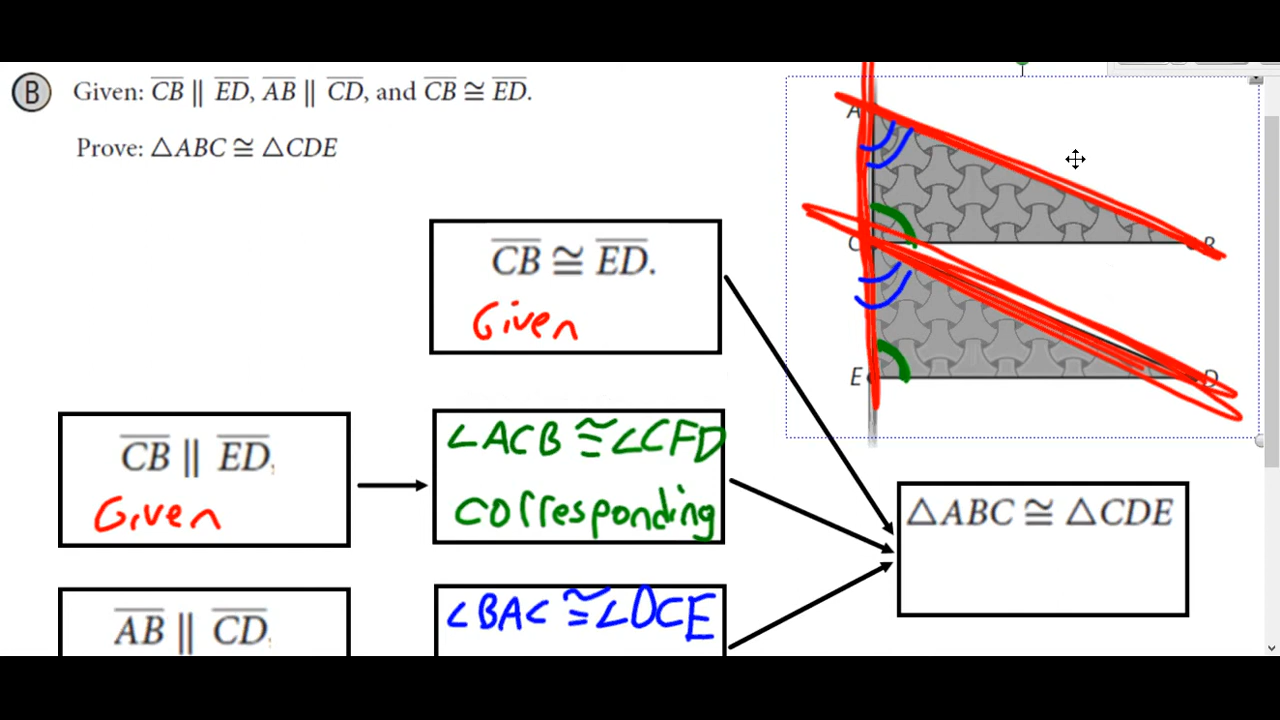 B Given: CB || ED, AB || CD, and CB ≅ ED.
Prove: △ABC ≅ △CDE
A
B
C
D
E
CB ≅ ED.
Given
CB || ED,
Given
∠ACB ≅ ∠CFD
corresponding
△ABC ≅ △CDE
AB || CD,
∠BAC ≅ ∠DCE